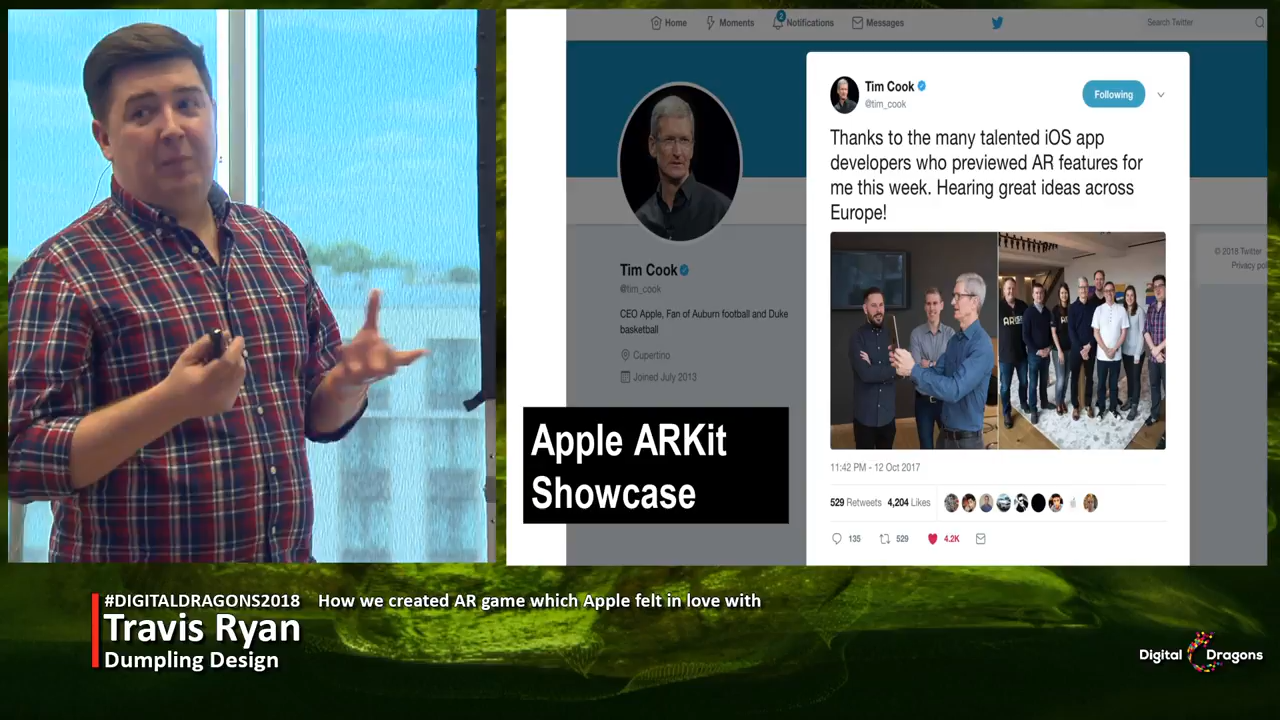 Home
Moments
2
Notifications
Messages
Search Twitter
Tim Cook
@tim_cook
Following
Thanks to the many talented iOS app
developers who previewed AR features for
me this week. Hearing great ideas across
Europe!
AR
11:42 PM - 12 Oct 2017
529 Retweets 4,204 Likes
135
529
4.2K
Tim Cook
@tim_cook
CEO Apple, Fan of Auburn football and Duke
basketball
Cupertino
Joined July 2013
© 2018 Twitter
Privacy pol
Apple ARKit
Showcase
#DIGITALDRAGONS2018 How we created AR game which Apple felt in love with
Travis Ryan
Dumpling Design
Digital Dragons